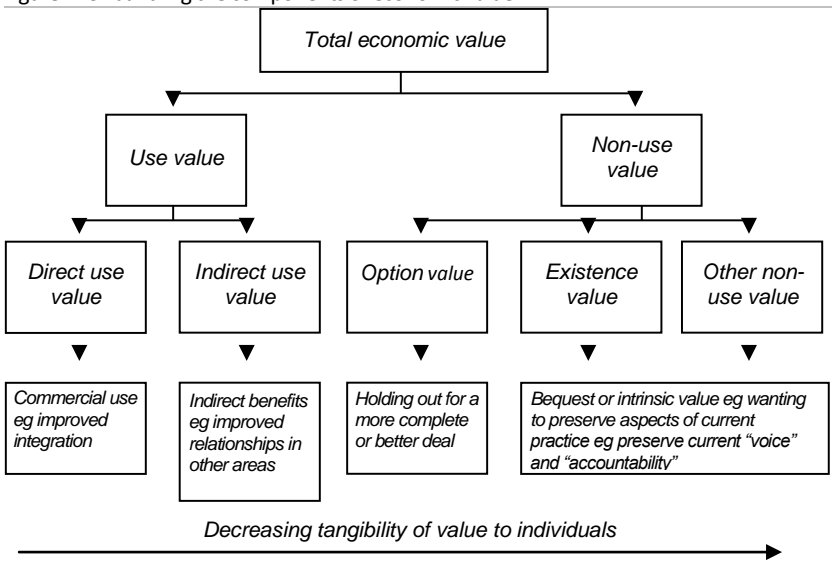 Total economic value
Use value
Non-use
value
Direct use
value
Indirect use
value
Option value
Existence
value
Other non-
use value
Commercial use
eg improved
integration
Indirect benefits
eg improved
relationships in
other areas
Holding out for a
more complete
or better deal
Bequest or intrinsic value eg wanting
to preserve aspects of current
practice eg preserve current “voice”
and “accountability”
Decreasing tangibility of value to individuals